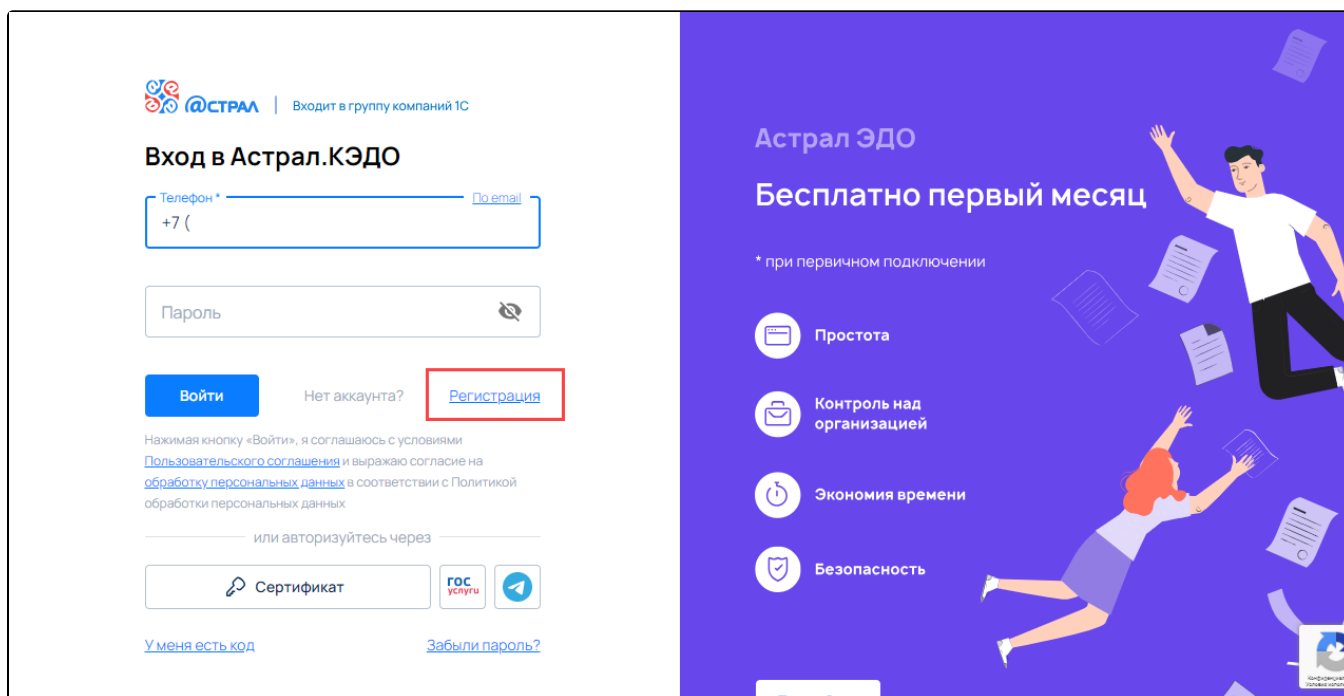 @СТРАЛ
Входит в группу компаний 1С
Вход в Астрал.КЭДО
Телефон *
По email
+7 (
Пароль
Войти
Нет аккаунта?
Регистрация
Нажимая кнопку «Войти», я соглашаюсь с условиями
Пользовательского соглашения и выражаю согласие на
обработку персональных данных в соответствии с Политикой
обработки персональных данных
или авторизуйтесь через
Сертификат
гос
услуги
У меня есть код
Забыли пароль?
Астрал ЭДО
Бесплатно первый месяц
* при первичном подключении
Простота
Контроль над
организацией
Экономия времени
Безопасность